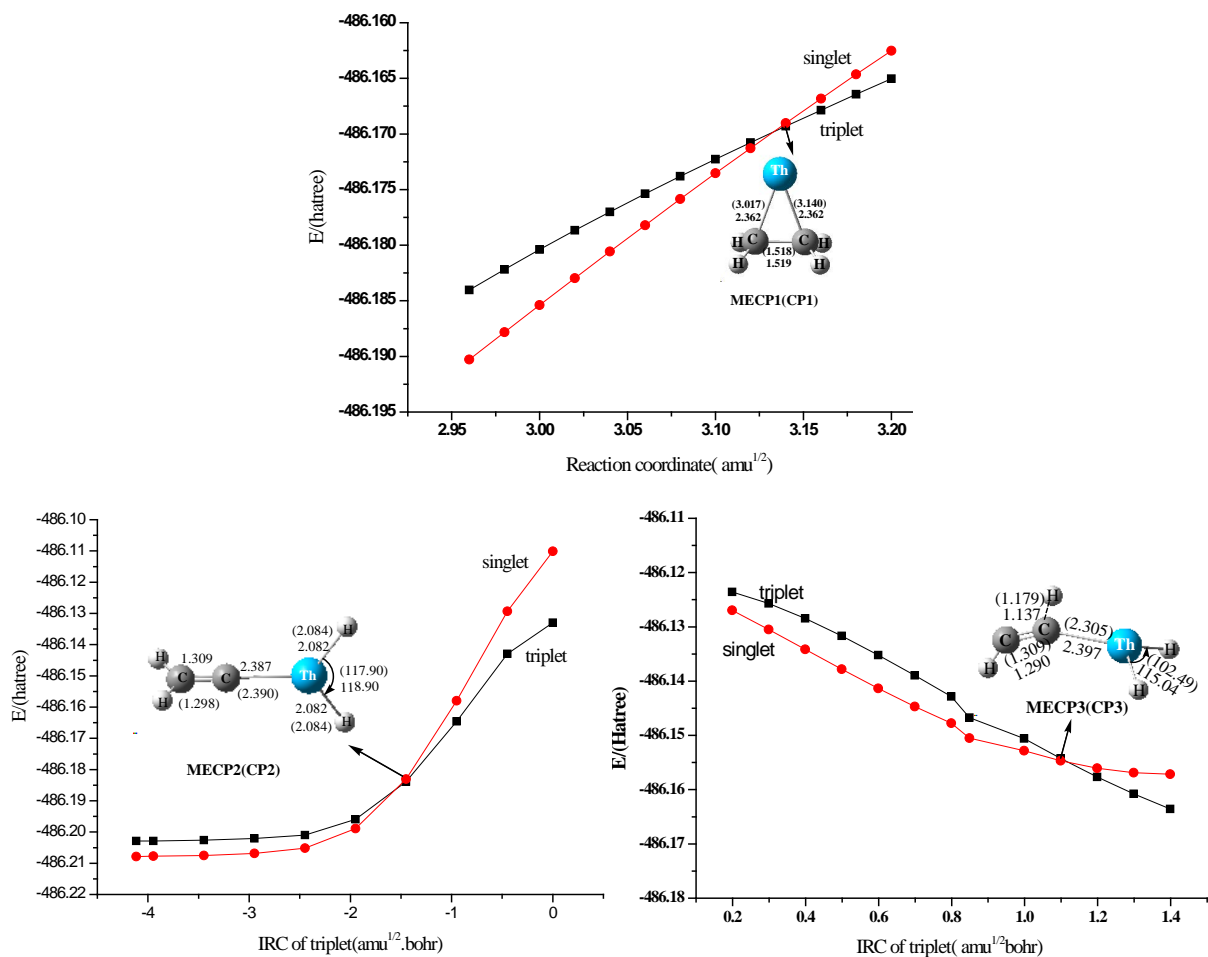 -486.160
-486.165
-486.170
-486.175
-486.180
-486.185
-486.190
-486.195
E/(hatree)
singlet
triplet
Th
(3.017)
2.362
(3.140)
2.362
H C C H
(1.518)
1.519
H H
MECP1(CP1)
2.95 3.00 3.05 3.10 3.15 3.20
Reaction coordinate( amu^1/2)
-486.10
-486.11
-486.12
-486.13
-486.14
-486.15
-486.16
-486.17
-486.18
-486.19
-486.20
-486.21
-486.22
E/(hatree)
singlet
triplet
H
(2.084)
2.082
H 1.309 2.387
C C Th
(117.90)
118.90
H (1.298) (2.390)
2.082
(2.084)
H
MECP2(CP2)
-4 -3 -2 -1 0
IRC of triplet(amu^1/2.bohr)
-486.11
-486.12
-486.13
-486.14
-486.15
-486.16
-486.17
-486.18
E/(Hatree)
triplet
singlet
(1.179)
1.137
H
C C
(2.305)
2.397
Th
H
(1.309)
1.290
H
(102.49)
115.04
H
MECP3(CP3)
0.2 0.4 0.6 0.8 1.0 1.2 1.4
IRC of triplet( amu^1/2bohr)